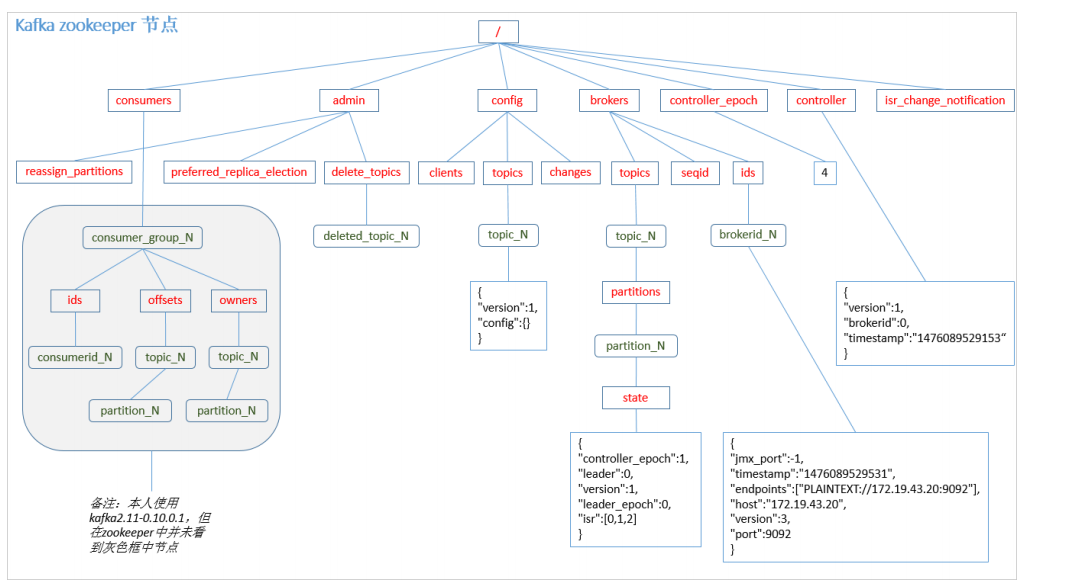 Kafka zookeeper 节点
/
consumers
admin
config
brokers
controller_epoch
controller
isr_change_notification
reassign_partitions
preferred_replica_election
delete_topics
clients
topics
changes
topics
seqid
ids
4
consumer_group_N
deleted_topic_N
topic_N
topic_N
brokerid_N
ids
offsets
owners
{
"version":1,
"config":{}
}
partitions
{
"version":1,
"brokerid":0,
"timestamp":"1476089529153“
}
consumerid_N
topic_N
topic_N
partition_N
partition_N
partition_N
state
{
"controller_epoch":1,
"leader":0,
"version":1,
"leader_epoch":0,
"isr":[0,1,2]
}
{
"jmx_port":-1,
"timestamp":"1476089529531",
"endpoints":["PLAINTEXT://172.19.43.20:9092"],
"host":"172.19.43.20",
"version":3,
"port":9092
}
备注：本人使用
kafka2.11-0.10.0.1，但
在zookeeper中并未看
到灰色框中节点